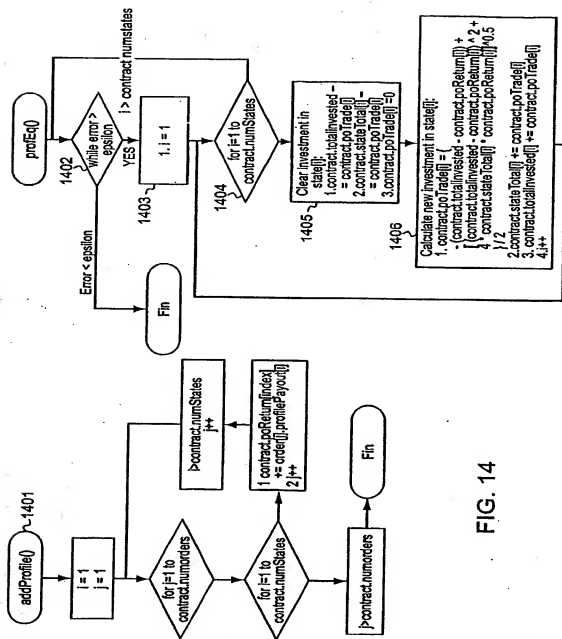 addProfile()
1401
i = 1
j = 1
for j=1 to
contract.numorders
for i=1 to
contract.numStates
1 contract.poReturn[index]
+= order[j].profilePayout[i]
2 j++
i>contract.numStates
j++
j>contract.numorders
Fin
profEq()
1402
while error >
epsilon
Error < epsilon
Fin
YES
1403
1. i = 1
i > contract numstates
1404
for i=1 to
contract.numStates
1405
Clear investment in
state[i]:
1.contract.totalinvested -
= contract.poTrade[i]
2.contract.stateTotal[i] -
= contract.poTrade[i]
3.contract.poTrade[i] =0
1406
Calculate new investment in state[i]:
1. contract.poTrade[i] = {
- (contract.totalinvested - contract.poReturn[i]) +
[ (contract.totalinvested - contract.poReturn[i]) ^ 2 +
4 * contract.stateTotal[i] * contract.poReturn[i]]^0.5
} / 2
2.contract.stateTotal[i] += contract.poTrade[i]
3. contract.totalinvested[i] += contract.poTrade[i]
4.i++
FIG. 14